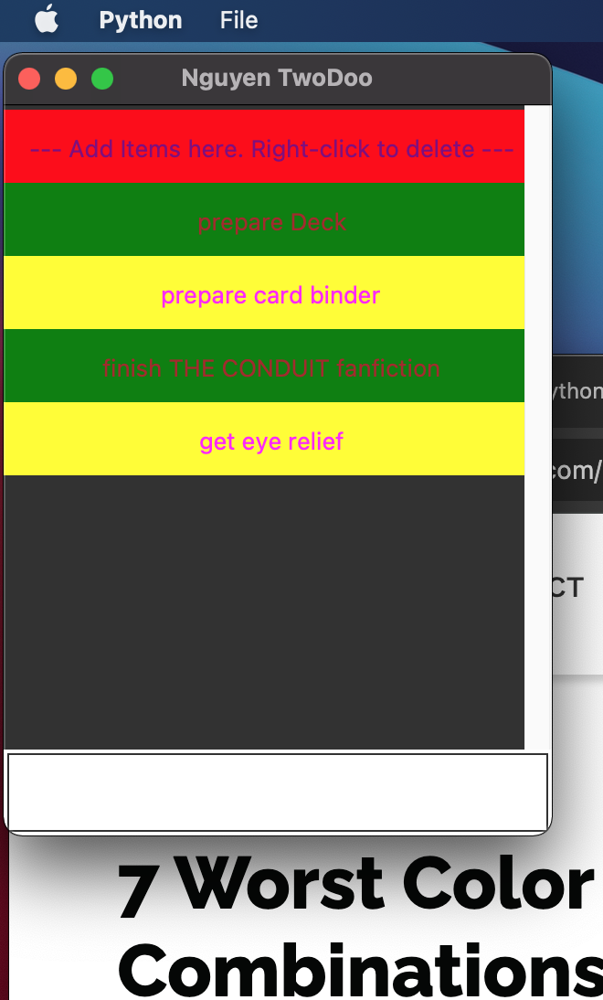 Python File
Nguyen TwoDoo
--- Add Items here. Right-click to delete ---
prepare Deck
prepare card binder
finish THE CONDUIT fanfiction
ython
get eye relief
com/
CT
7 Worst Color
Combinations